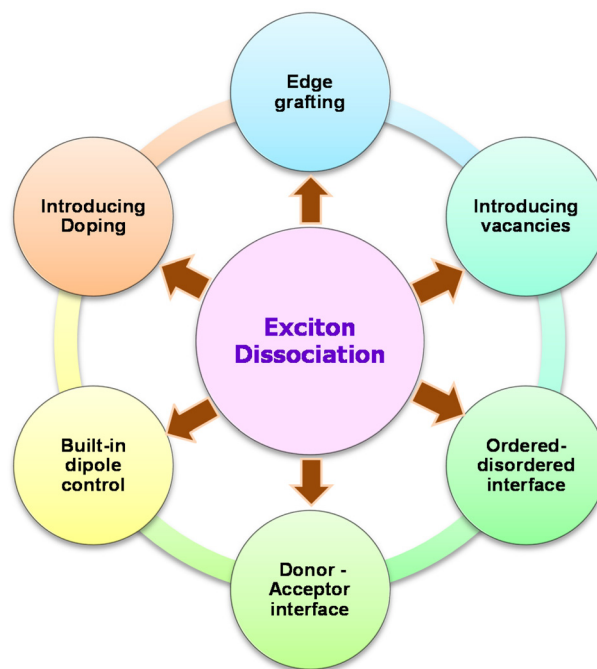 Edge
grafting
Introducing
Doping
Introducing
vacancies
Exciton
Dissociation
Built-in
dipole
control
Ordered-
disordered
interface
Donor -
Acceptor
interface